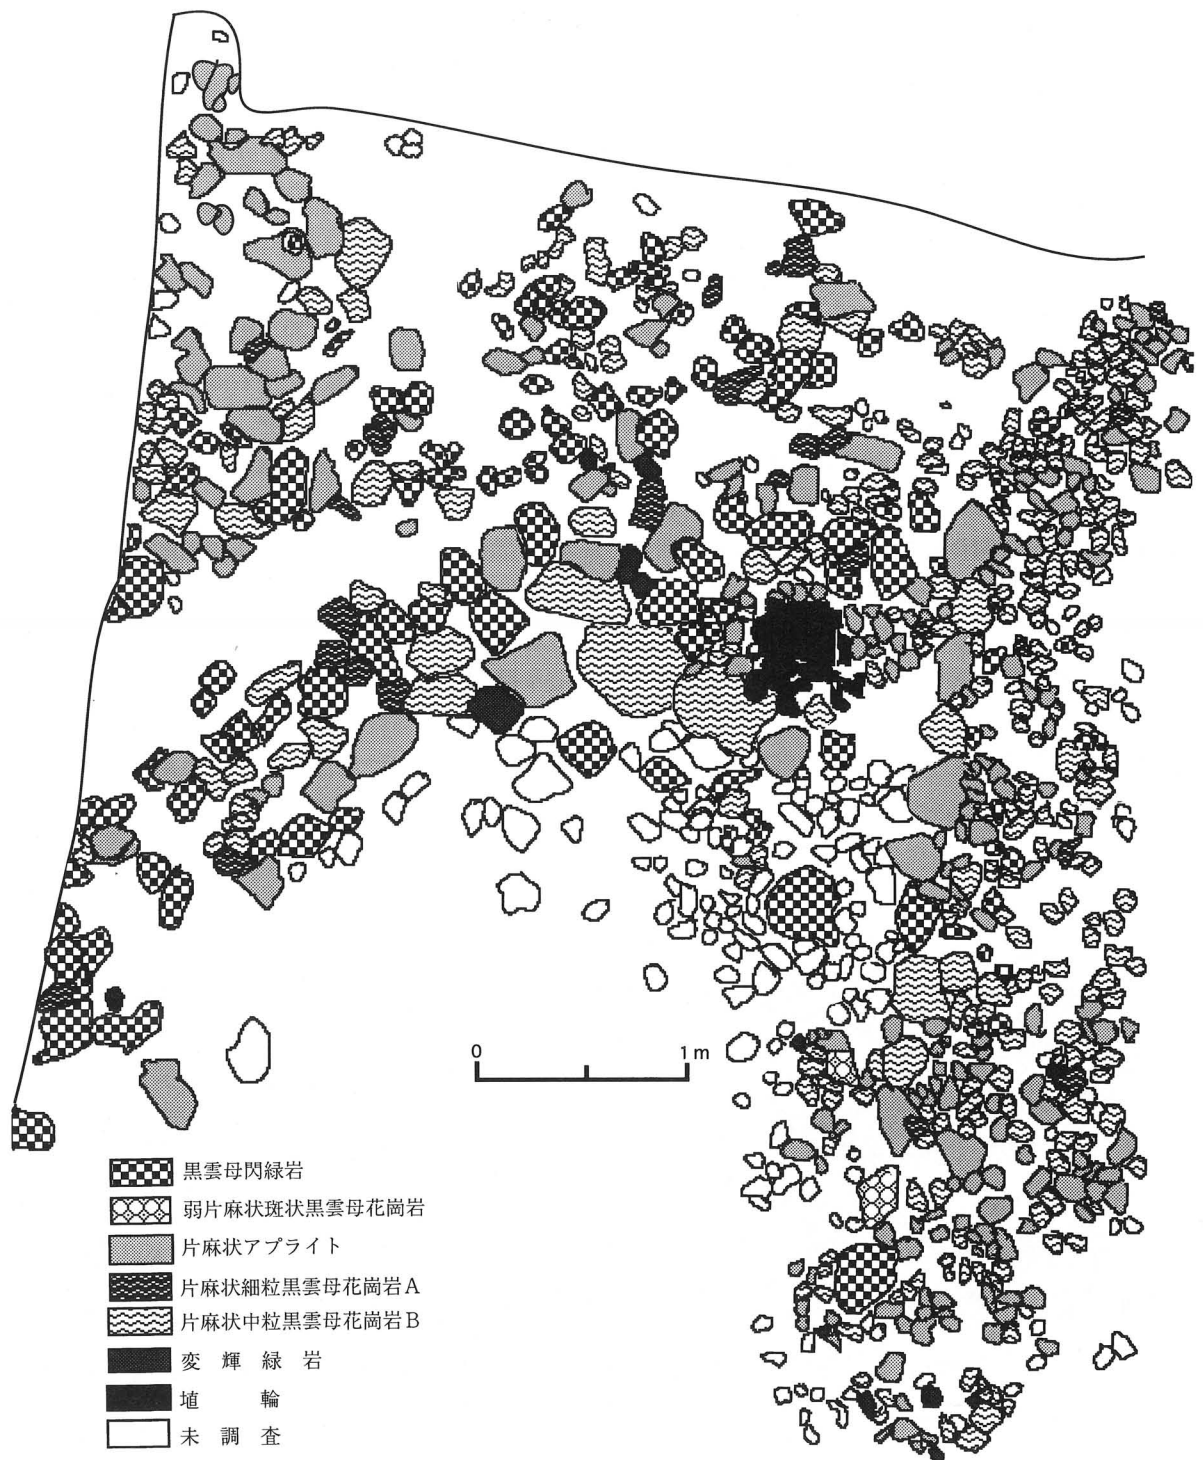 0 1m
黒雲母閃緑岩
弱片麻状斑状黒雲母花崗岩
片麻状アプライト
片麻状細粒黒雲母花崗岩A
片麻状中粒黒雲母花崗岩B
変輝緑岩
埴輪
未調査